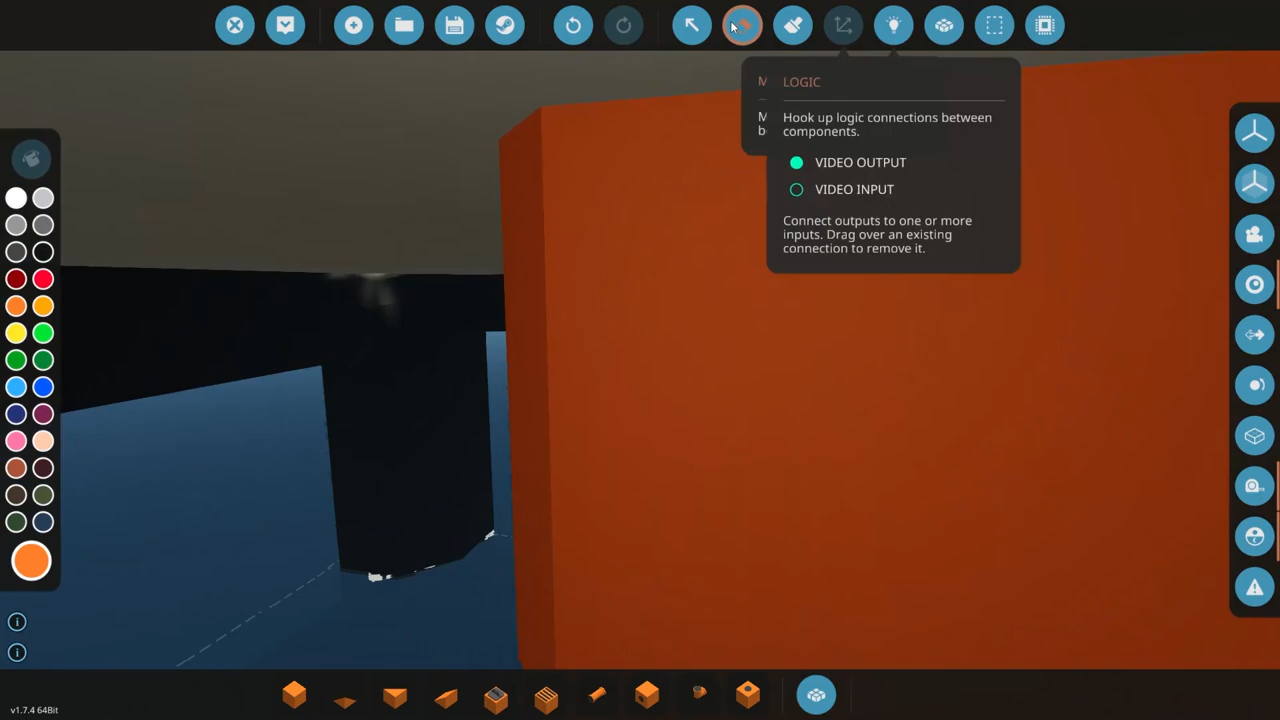 LOGIC
Hook up logic connections between
components.
VIDEO OUTPUT
VIDEO INPUT
Connect outputs to one or more
inputs. Drag over an existing
connection to remove it.
v1.7.4 64Bit